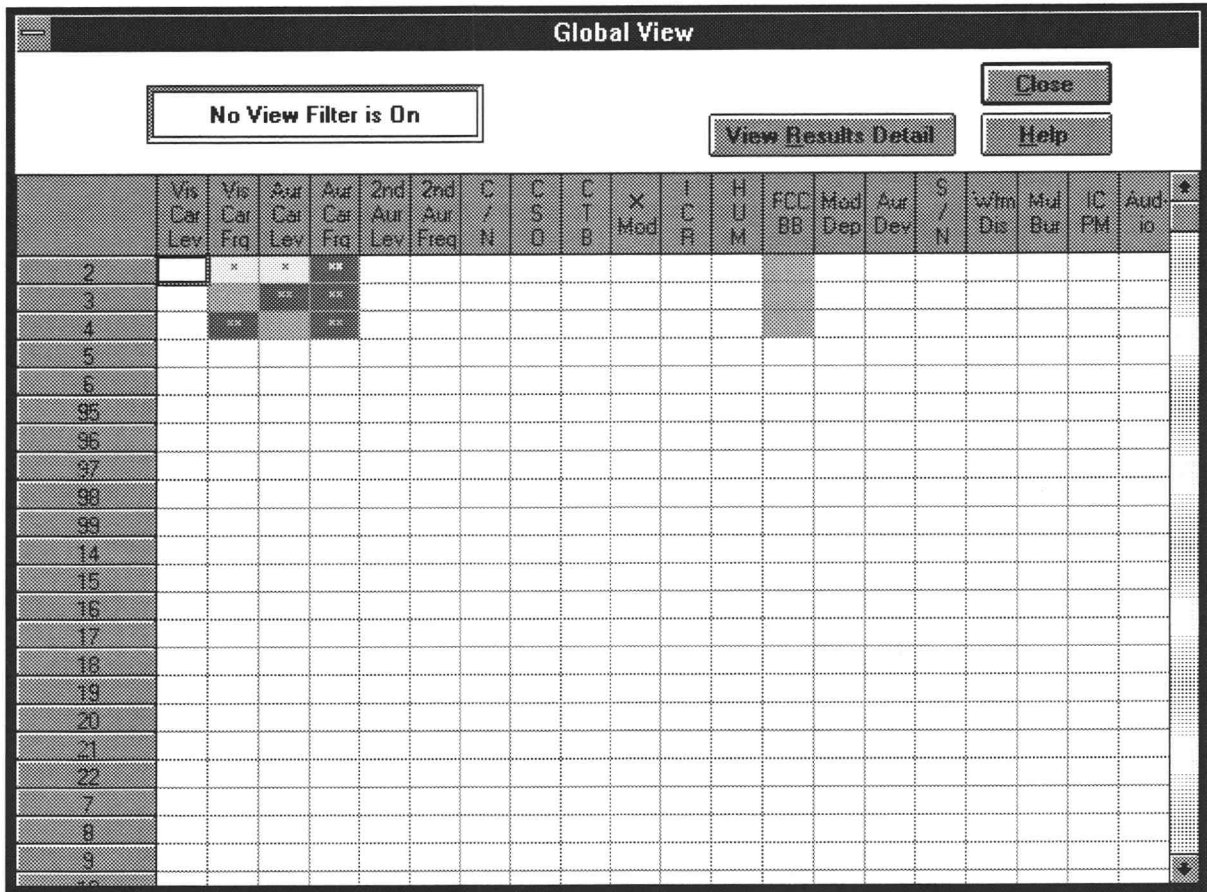 Global View
No View Filter is On
Close
View Results Detail
Help
Vis Car Lev
Vis Car Frq
Aur Car Lev
Aur Car Frq
2nd Aur Lev
2nd Aur Freq
C / N
C S O
C T B
X Mod
I C R
H U M
FCC BB
Mod Dep
Aur Dev
S / N
Wfm Dis
Mul Bur
IC PM
Aud-io
2 * * **
3 ** **
4 ** **
5
6
95
96
97
98
99
14
15
16
17
18
19
20
21
22
7
8
9